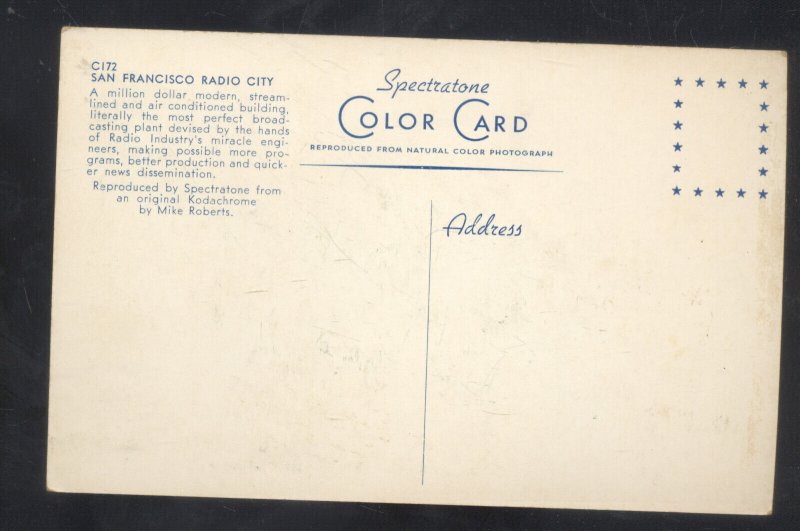 C172
SAN FRANCISCO RADIO CITY
A million dollar modern, stream-
lined and air conditioned building,
literally the most perfect broad-
casting plant devised by the hands
of Radio Industry's miracle engi-
neers, making possible more pro-
grams, better production and quick-
er news dissemination.
Reproduced by Spectratone from
an original Kodachrome
by Mike Roberts.
Spectratone
COLOR CARD
REPRODUCED FROM NATURAL COLOR PHOTOGRAPH
Address